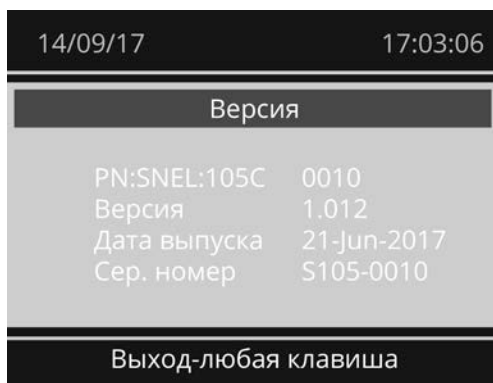 14/09/17 17:03:06
Версия
PN:SNEL:105C 0010
Версия 1.012
Дата выпуска 21-Jun-2017
Сер. номер S105-0010
Выход-любая клавиша